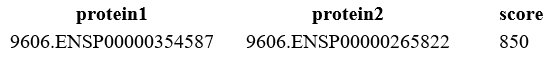 protein1 protein2 score
9606.ENSP00000354587 9606.ENSP00000265822 850